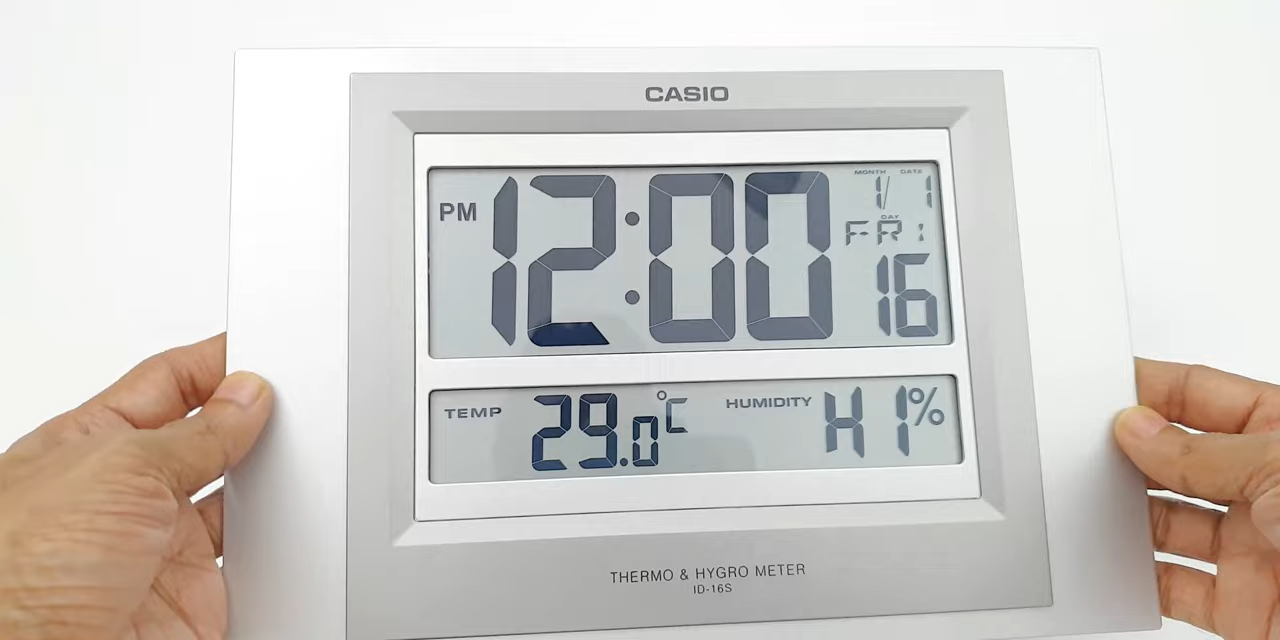 CASIO
MONTH DATE
PM 12:00 1/ 1
DAY
FRI
16
TEMP 29.0°C HUMIDITY HI%
THERMO & HYGRO METER
ID-16S